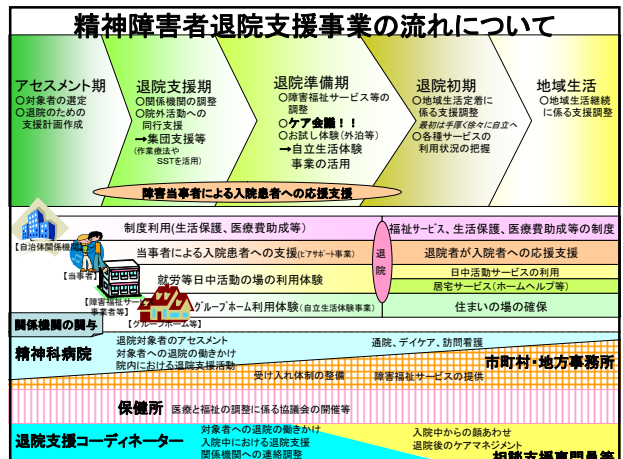 精神障害者退院支援事業の流れについて
アセスメント期
○対象者の選定
○退院のための
支援計画作成
退院支援期
○関係機関の調整
○院外活動への
同行支援
→集団支援等
(作業療法や
SSTを活用)
退院準備期
○障害福祉サービス等の
調整
○ケア会議！！
○お試し体験(外泊等)
→自立生活体験
事業の活用
退院初期
○地域生活定着に
係る支援調整
最初は手厚く徐々に自立へ
○各種サービスの
利用状況の把握
地域生活
○地域生活継続
に係る支援調整
障害当事者による入院患者への応援支援
【自治体関係機関】
制度利用(生活保護、医療費助成等)
福祉サービス、生活保護、医療費助成等の制度
【当事者】
当事者による入院患者への支援(ピアサポート事業)
退院
退院者が入院者への応援支援
【障害福祉サービス
事業者等】
就労等日中活動の場の利用体験
日中活動サービスの利用
居宅サービス(ホームヘルプ等)
【グループホーム等】
グループホーム利用体験(自立生活体験事業)
住まいの場の確保
関係機関の関与
精神科病院
退院対象者のアセスメント
対象者への退院の働きかけ
院内における退院支援活動
通院、デイケア、訪問看護
市町村・地方事務所
受け入れ体制の整備
障害福祉サービスの提供
保健所
医療と福祉の調整に係る協議会の開催等
退院支援コーディネーター
対象者への退院の働きかけ
入院中における退院支援
関係機関への連絡調整
入院中からの顔あわせ
退院後のケアマネジメント
相談支援専門員等